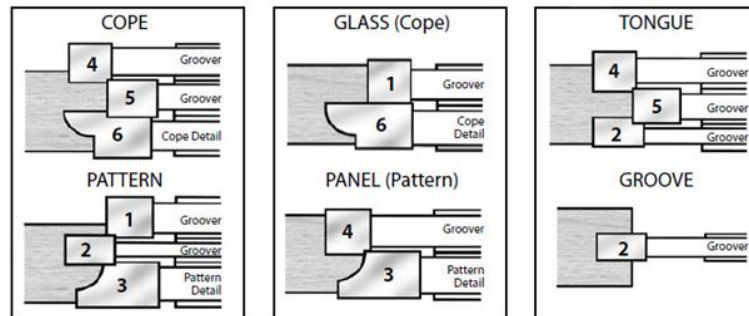 COPE
4
Groover
5
Groover
6
Cope Detail
PATTERN
1
Groover
2
Groover
3
Pattern
Detail
GLASS (Cope)
1
Groover
6
Cope
Detail
PANEL (Pattern)
4
Groover
3
Pattern
Detail
TONGUE
4
Groover
5
Groover
2
Groover
GROOVE
2
Groover